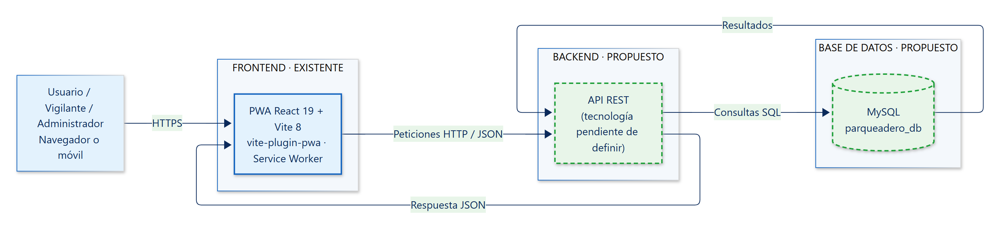 Usuario /
Vigilante /
Administrador
Navegador o
móvil
HTTPS
FRONTEND · EXISTENTE
PWA React 19 +
Vite 8
vite-plugin-pwa ·
Service Worker
Peticiones HTTP / JSON
Respuesta JSON
BACKEND · PROPUESTO
API REST
(tecnología
pendiente de
definir)
Resultados
Consultas SQL
BASE DE DATOS · PROPUESTO
MySQL
parqueadero_db